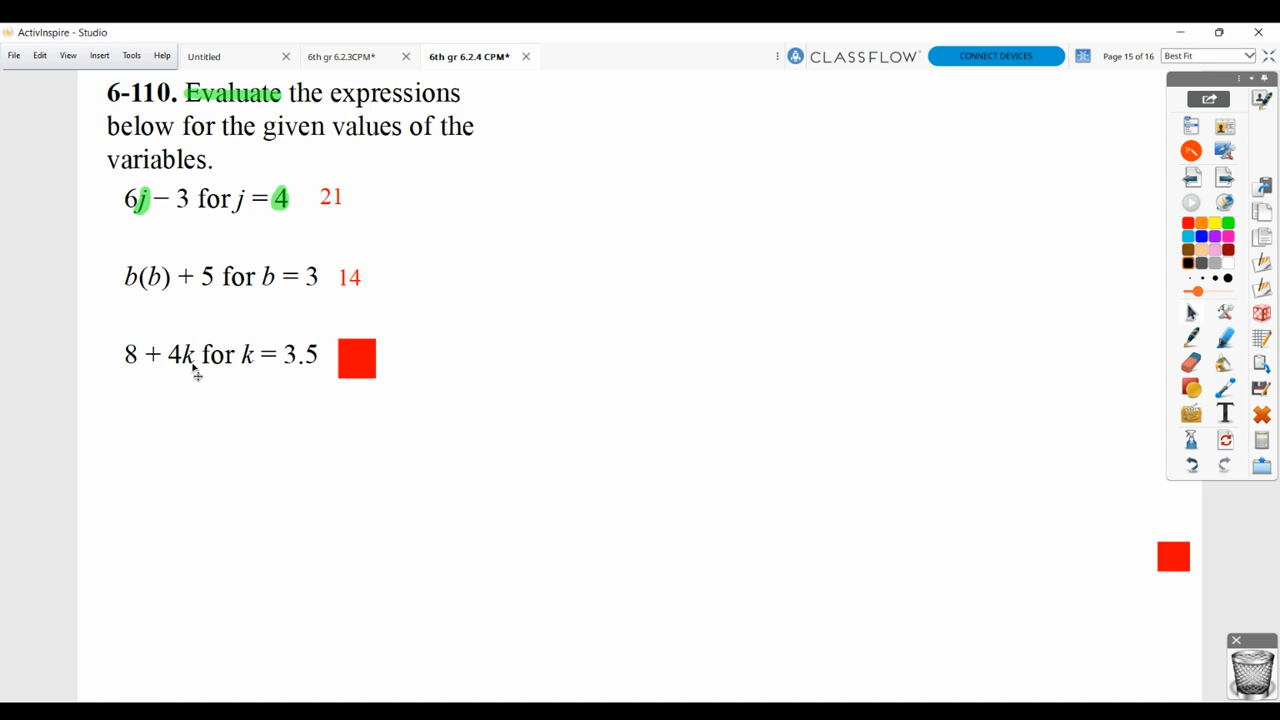 ActivInspire - Studio
File Edit View Insert Tools Help
Untitled
6th gr 6.2.3CPM*
6th gr 6.2.4 CPM*
CLASSFLOW
CONNECT DEVICES
Page 15 of 16
Best Fit
6-110. Evaluate the expressions
below for the given values of the
variables.
6j − 3 for j = 4 21
b(b) + 5 for b = 3 14
8 + 4k for k = 3.5
T